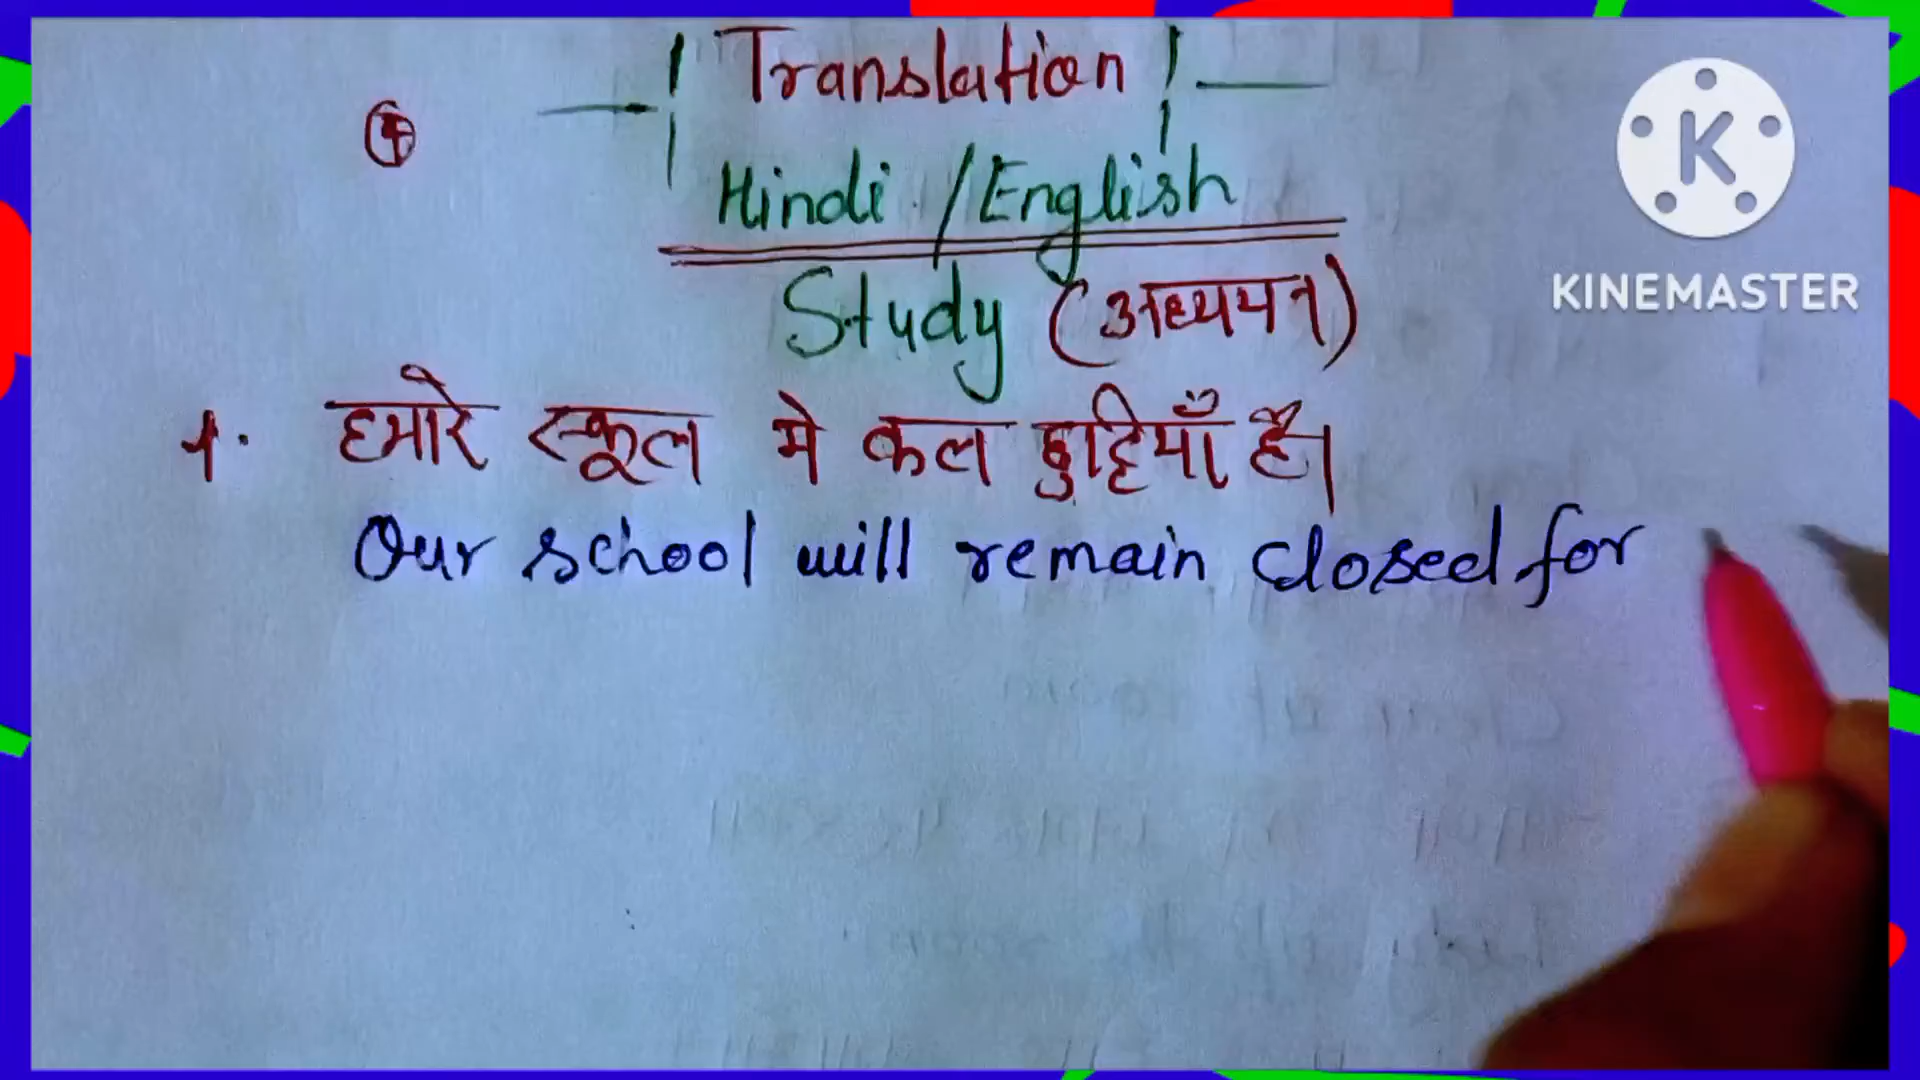 Translation
Hindi / English
Study (अध्ययन)
1. हमारे स्कूल मे कल छुट्टियाँ है।
Our school will remain closed for
KINEMASTER